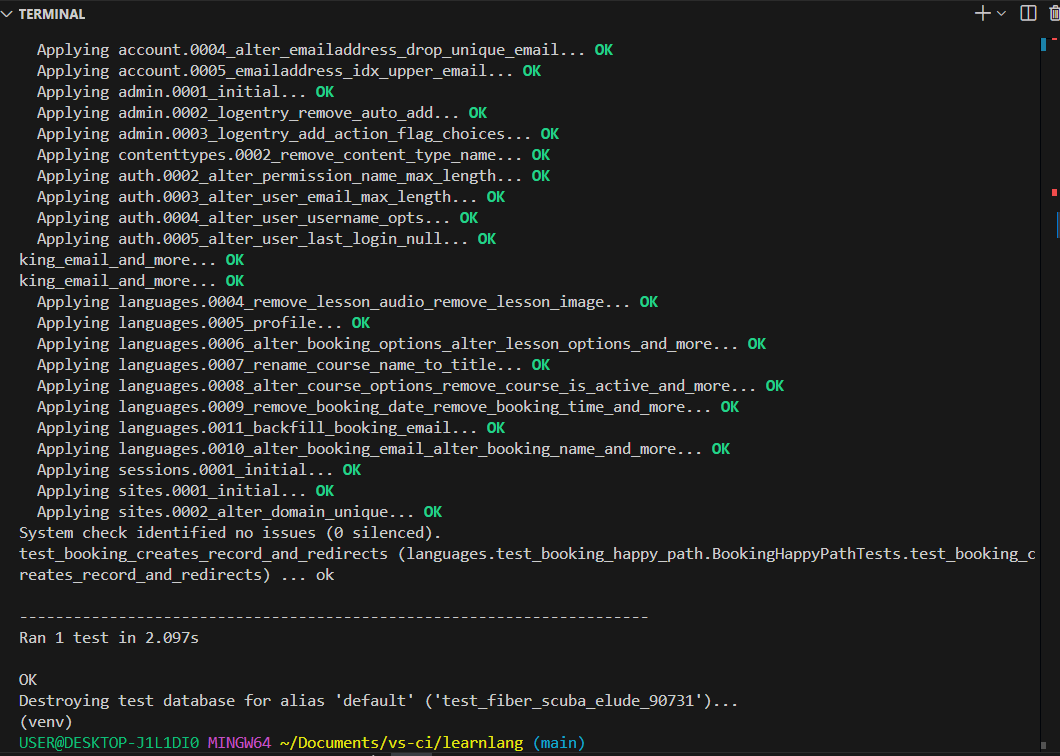 TERMINAL
Applying account.0004_alter_emailaddress_drop_unique_email... OK
Applying account.0005_emailaddress_idx_upper_email... OK
Applying admin.0001_initial... OK
Applying admin.0002_logentry_remove_auto_add... OK
Applying admin.0003_logentry_add_action_flag_choices... OK
Applying contenttypes.0002_remove_content_type_name... OK
Applying auth.0002_alter_permission_name_max_length... OK
Applying auth.0003_alter_user_email_max_length... OK
Applying auth.0004_alter_user_username_opts... OK
Applying auth.0005_alter_user_last_login_null... OK
king_email_and_more... OK
king_email_and_more... OK
Applying languages.0004_remove_lesson_audio_remove_lesson_image... OK
Applying languages.0005_profile... OK
Applying languages.0006_alter_booking_options_alter_lesson_options_and_more... OK
Applying languages.0007_rename_course_name_to_title... OK
Applying languages.0008_alter_course_options_remove_course_is_active_and_more... OK
Applying languages.0009_remove_booking_date_remove_booking_time_and_more... OK
Applying languages.0011_backfill_booking_email... OK
Applying languages.0010_alter_booking_email_alter_booking_name_and_more... OK
Applying sessions.0001_initial... OK
Applying sites.0001_initial... OK
Applying sites.0002_alter_domain_unique... OK
System check identified no issues (0 silenced).
test_booking_creates_record_and_redirects (languages.test_booking_happy_path.BookingHappyPathTests.test_booking_c
reates_record_and_redirects) ... ok
----------------------------------------------------------------------
Ran 1 test in 2.097s
OK
Destroying test database for alias 'default' ('test_fiber_scuba_elude_90731')...
(venv)
USER@DESKTOP-J1L1DI0 MINGW64 ~/Documents/vs-ci/learnlang (main)